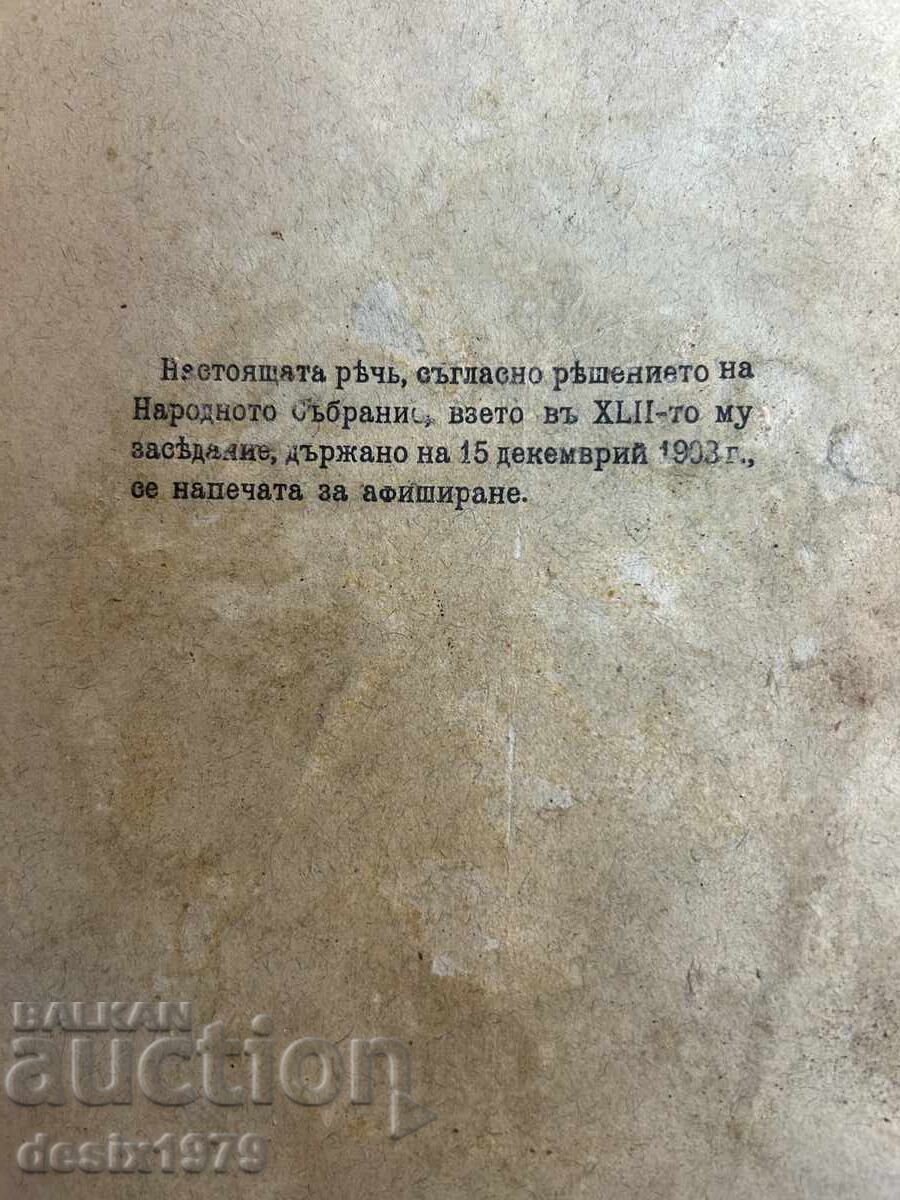 Настоящата рѣчь, съгласно рѣшението на
Народното Събрание, взето въ XLII-то му
засѣдание, държано на 15 декемврий 1903 г.,
се напечата за афиширане.
BALKAN
auction
desix1979